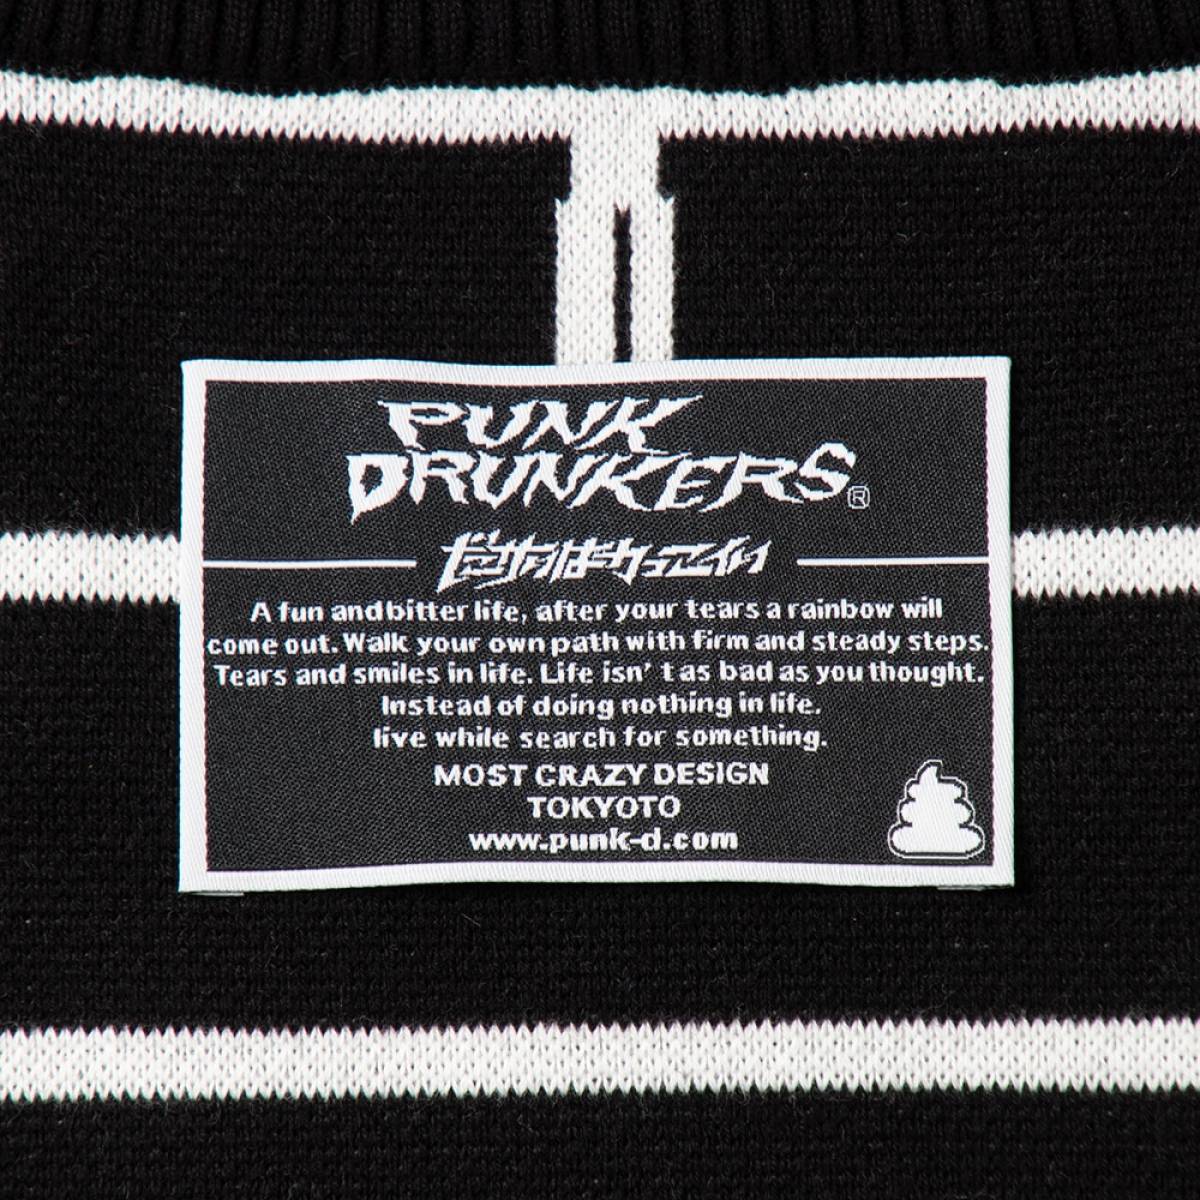 PUNK
DRUNKERS®
A fun and bitter life, after your tears a rainbow will
come out. Walk your own path with firm and steady steps.
Tears and smiles in life. Life isn't as bad as you thought.
Instead of doing nothing in life.
live while search for something.
MOST CRAZY DESIGN
TOKYOTO
www.punk-d.com